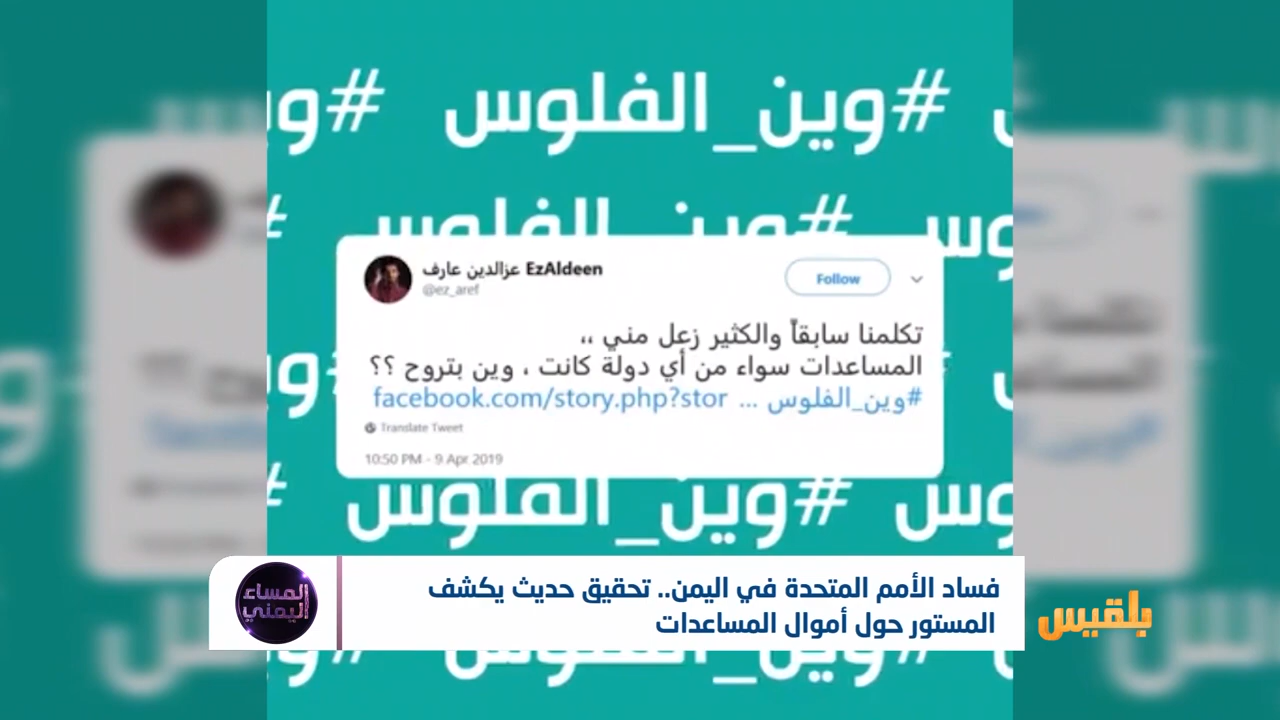 #وين_الفلوس #وين
#وين_الفلوس
عزالدين عارف EzAldeen
@ez_aref
Follow
تكلمنا سابقاً والكثير زعل مني ،،
المساعدات سواء من أي دولة كانت ، وين بتروح ؟؟
#وين_الفلوس ... facebook.com/story.php?stor
Translate Tweet
10:50 PM - 9 Apr 2019
#وين_الفلوس
فساد الأمم المتحدة في اليمن.. تحقيق حديث يكشف
المستور حول أموال المساعدات
المساء
اليمني
بلقيس